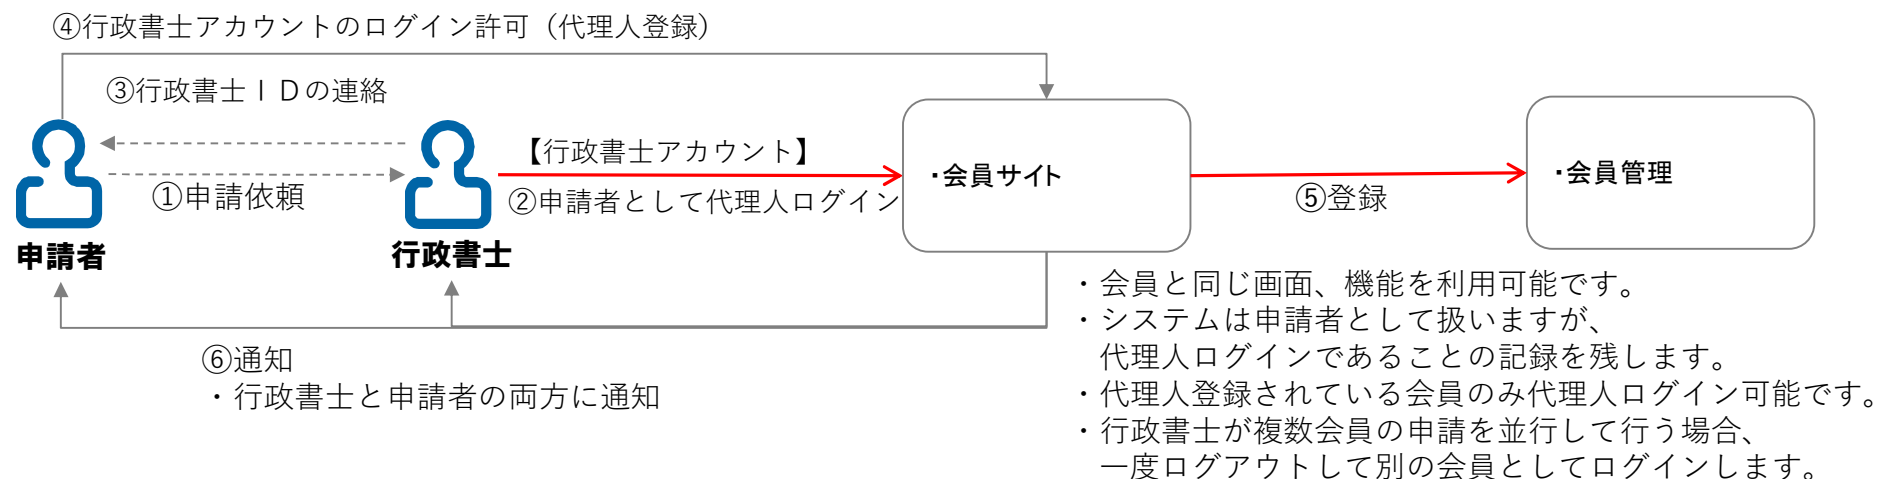 ④行政書士アカウントのログイン許可（代理人登録）
③行政書士ＩＤの連絡
【行政書士アカウント】
①申請依頼
②申請者として代理人ログイン
・会員サイト
⑤登録
・会員管理
申請者
行政書士
⑥通知
・行政書士と申請者の両方に通知
・会員と同じ画面、機能を利用可能です。
・システムは申請者として扱いますが、
代理人ログインであることの記録を残します。
・代理人登録されている会員のみ代理人ログイン可能です。
・行政書士が複数会員の申請を並行して行う場合、
一度ログアウトして別の会員としてログインします。